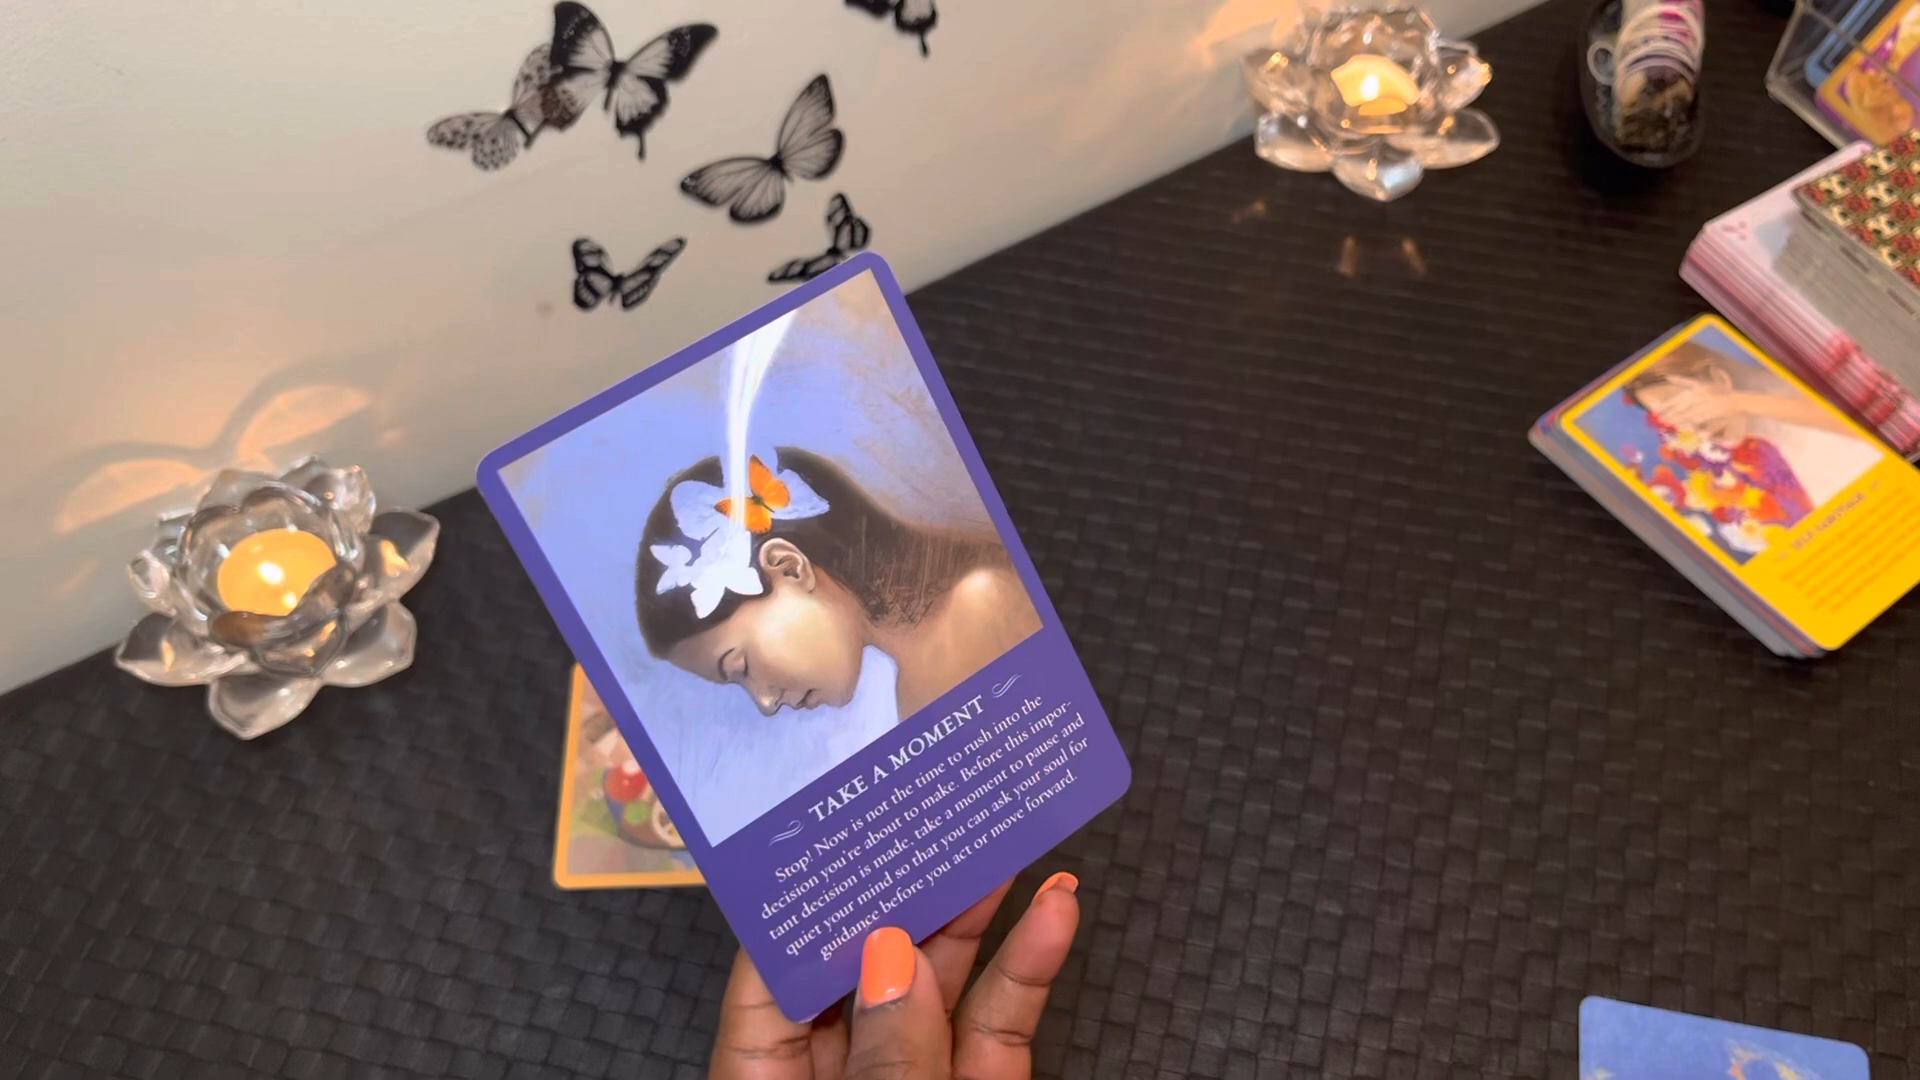 TAKE A MOMENT
Stop! Now is not the time to rush into the
decision you're about to make. Before this impor-
tant decision is made, take a moment to pause and
quiet your mind so that you can ask your soul for
guidance before you act or move forward.